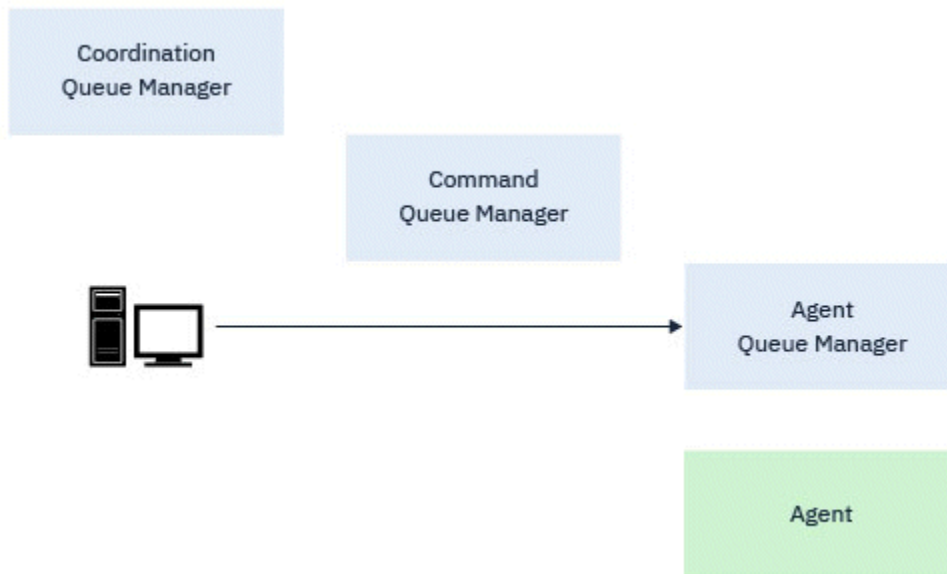 Coordination
Queue Manager
Command
Queue Manager
Agent
Queue Manager
Agent